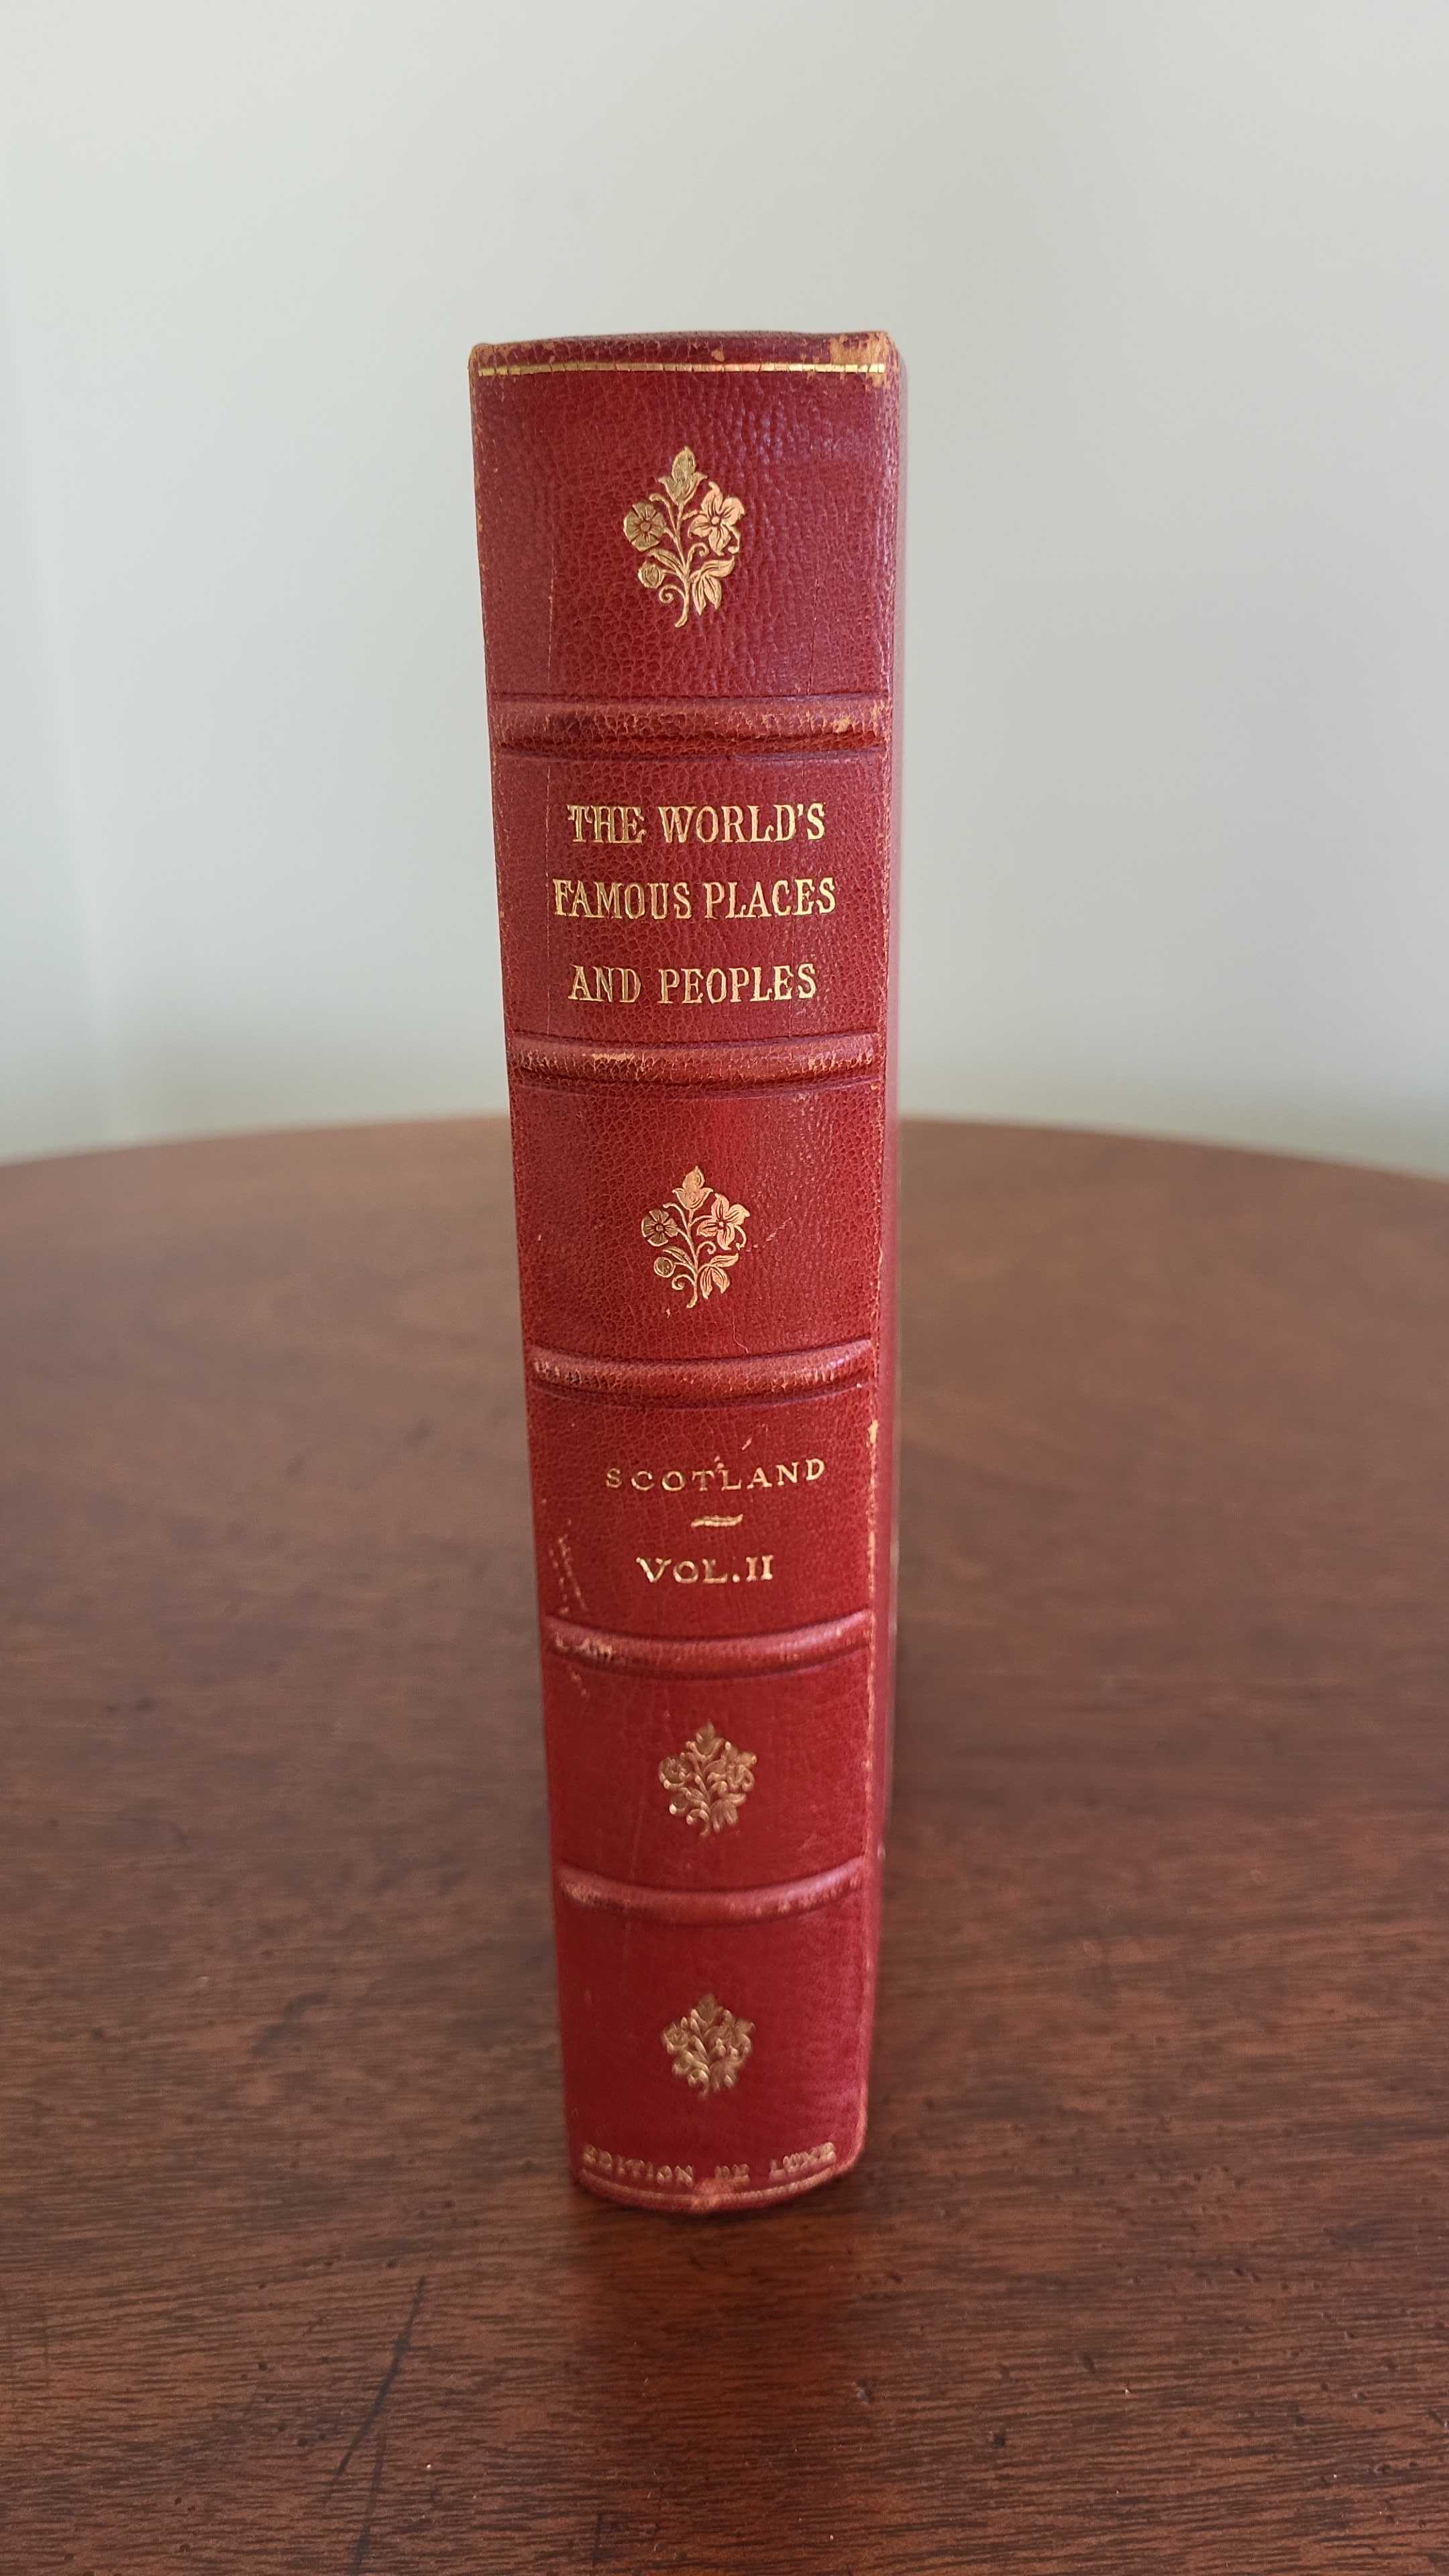 THE WORLD'S
FAMOUS PLACES
AND PEOPLES
SCOTLAND
VOL. II
EDITION DE LUXE